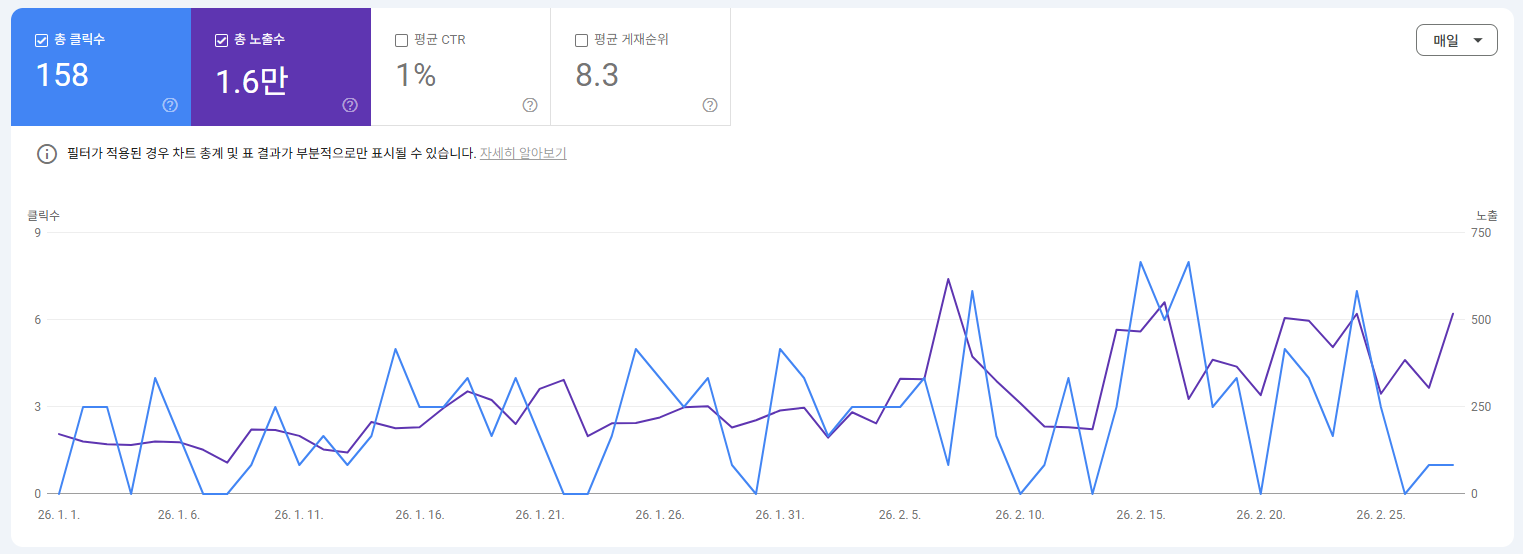 총 클릭수
158
총 노출수
1.6만
평균 CTR
1%
평균 게재순위
8.3
매일
필터가 적용된 경우 차트 총계 및 표 결과가 부분적으로만 표시될 수 있습니다. 자세히 알아보기
클릭수 노출
9 750
6 500
3 250
0 0
26. 1. 1. 26. 1. 6. 26. 1. 11. 26. 1. 16. 26. 1. 21. 26. 1. 26. 26. 1. 31. 26. 2. 5. 26. 2. 10. 26. 2. 15. 26. 2. 20. 26. 2. 25.